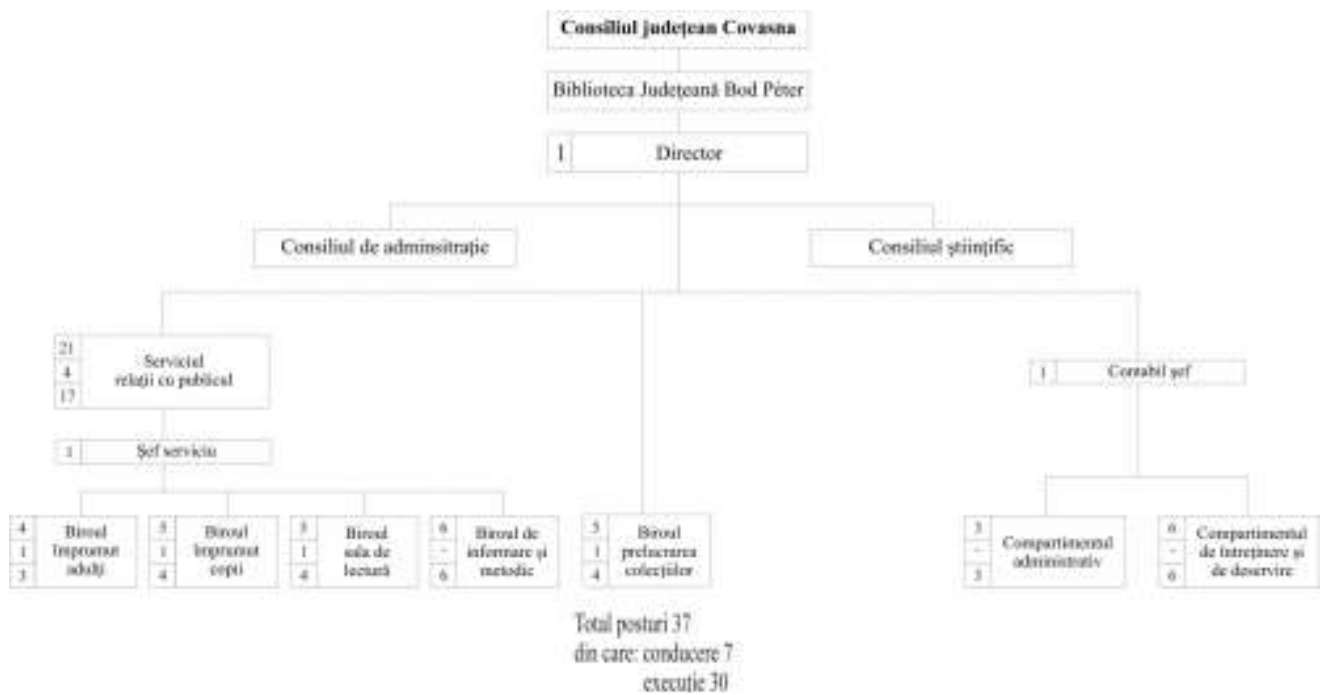 Consiliul județean Covasna
Biblioteca Județeană Bod Péter
1 Director
Consiliul de adminsitrație
Consiliul științific
21
4
17
Serviciul
relații cu publicul
1 Contabil șef
1 Șef serviciu
4
1
3
Biroul
împrumut
adulți
5
1
4
Biroul
împrumut
copii
5
1
4
Biroul
sala de
lectură
6
-
6
Biroul de
informare și
metodic
5
1
4
Biroul
prelucrarea
colecțiilor
3
-
3
Compartimentul
administrativ
6
-
6
Compartimentul
de întreținere și
de deservire
Total posturi 37
din care: conducere 7
execuție 30